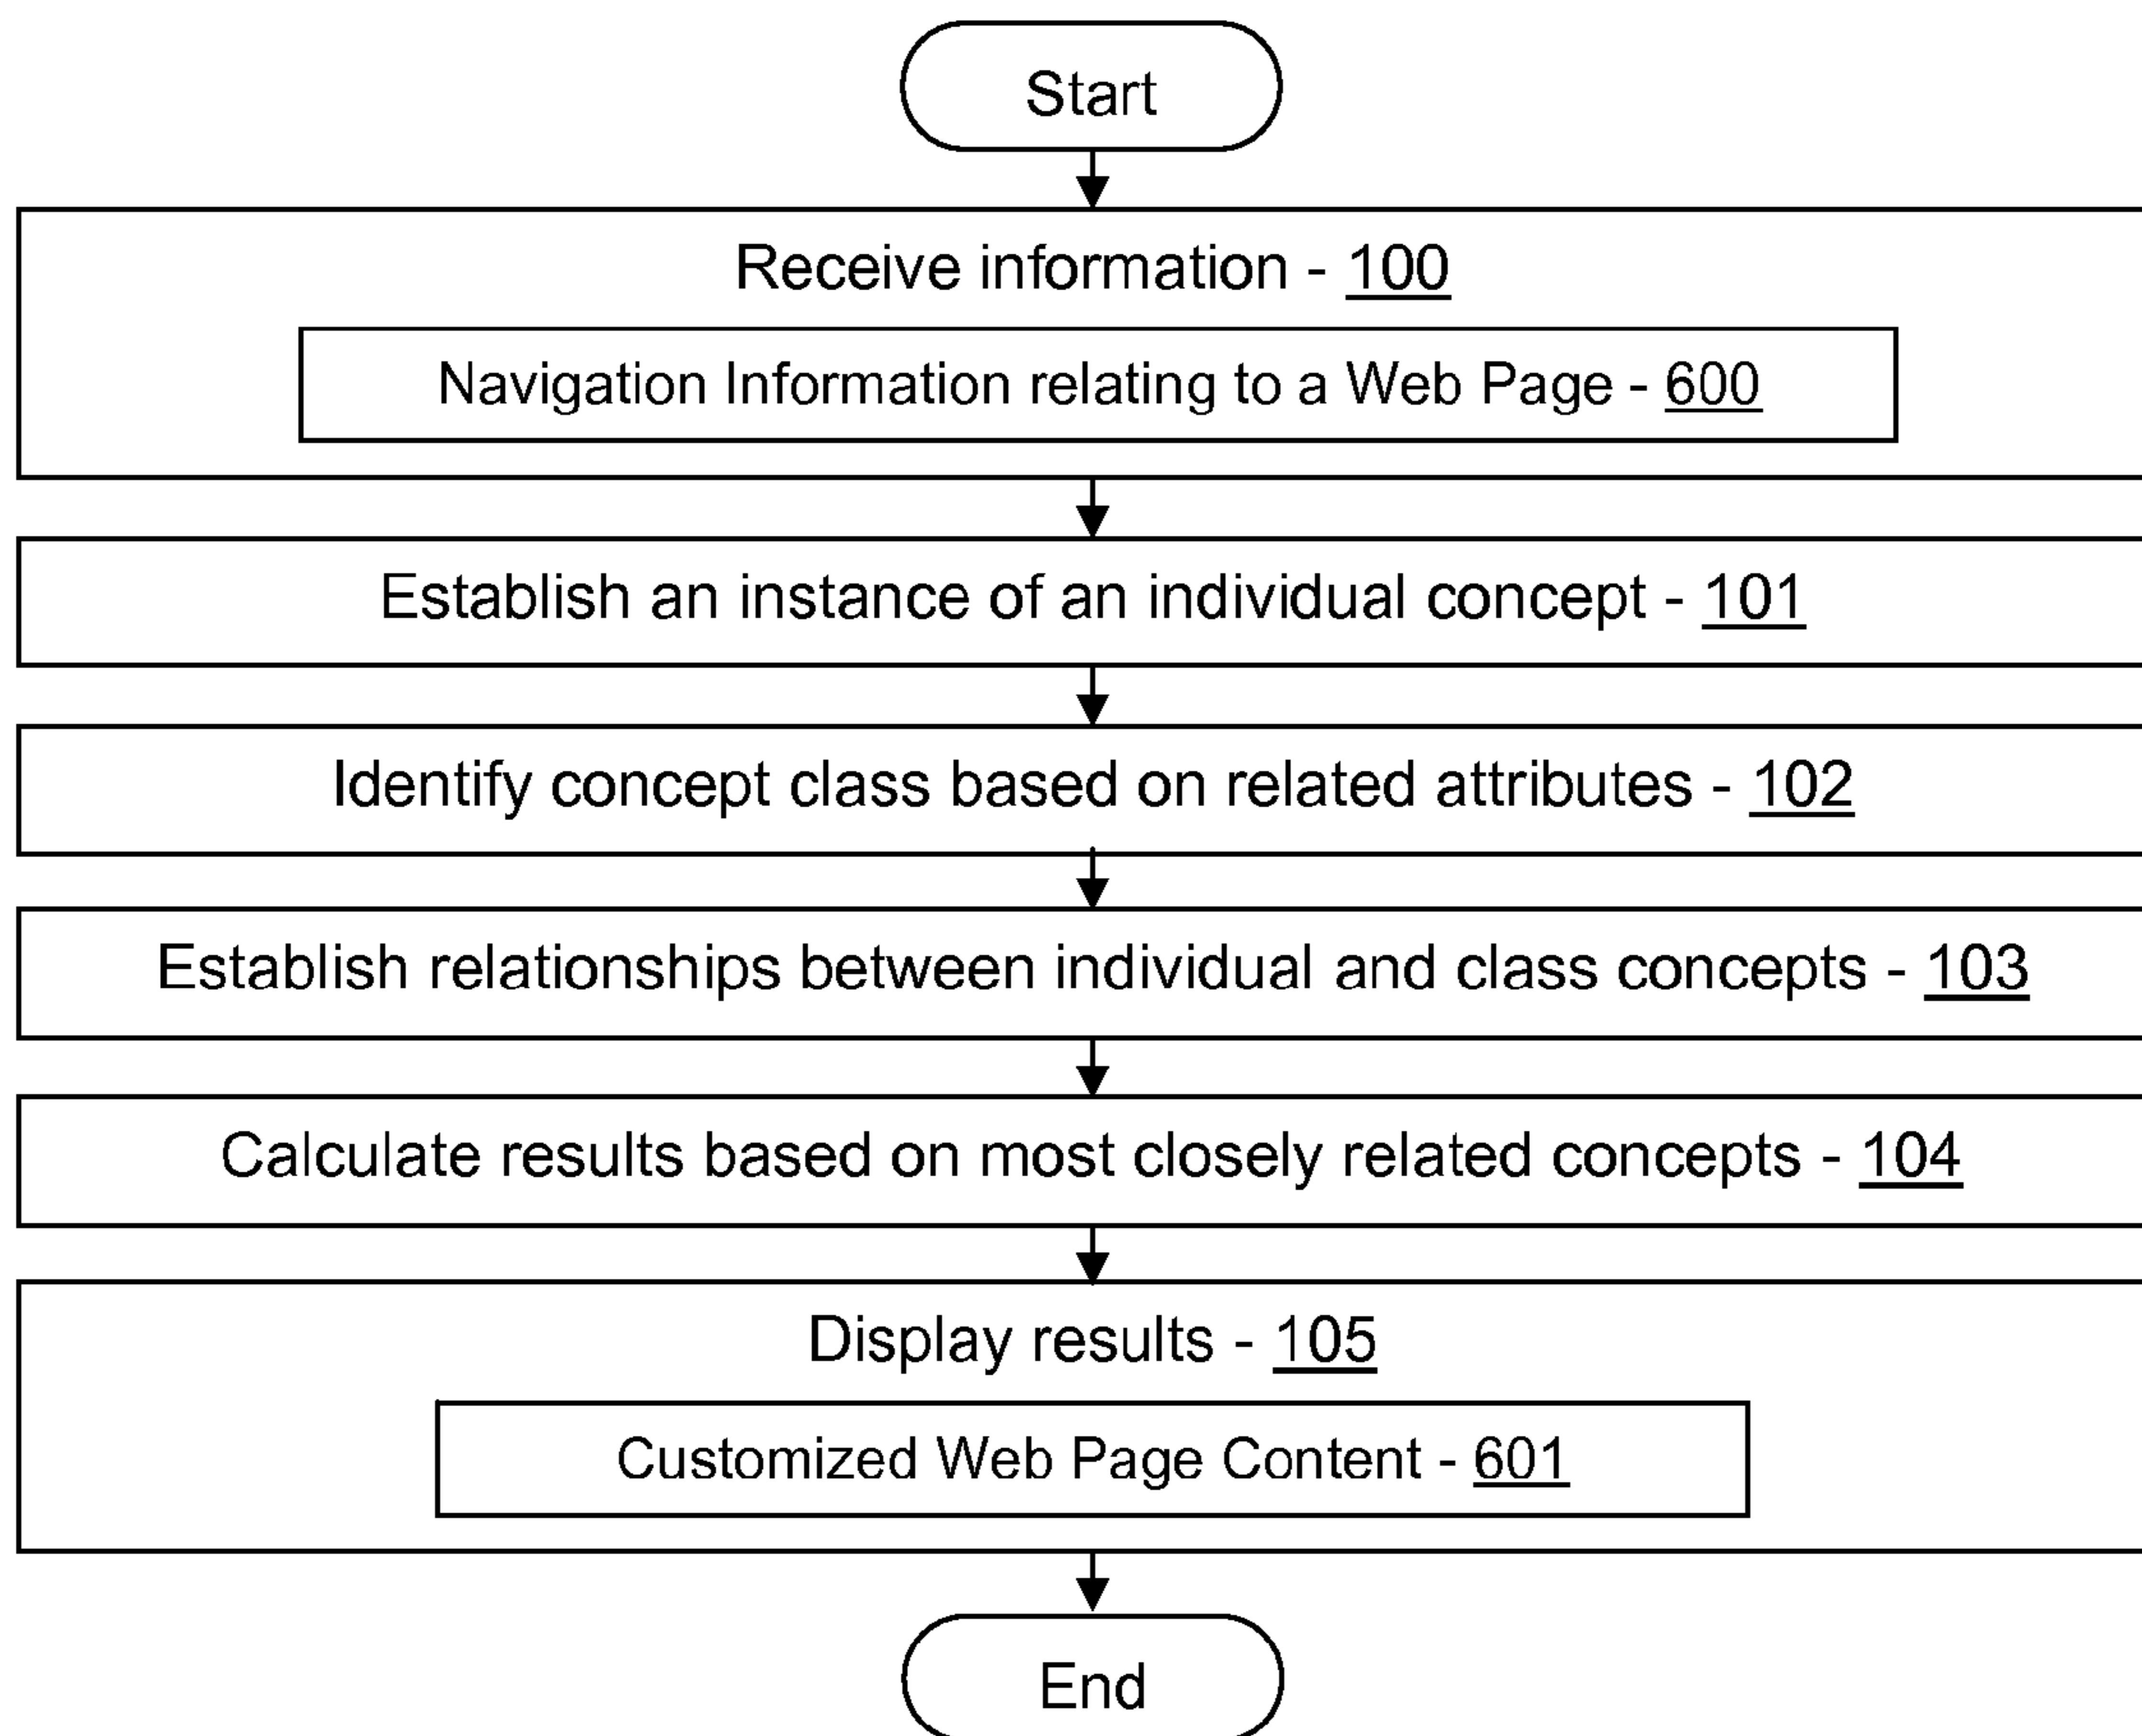 Start
Receive information - 100
Navigation Information relating to a Web Page - 600
Establish an instance of an individual concept - 101
Identify concept class based on related attributes - 102
Establish relationships between individual and class concepts - 103
Calculate results based on most closely related concepts - 104
Display results - 105
Customized Web Page Content - 601
End